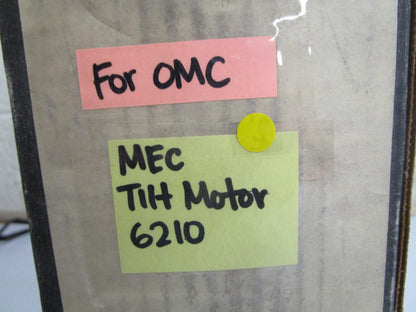 For OMC
MEC
Tilt Motor
6210